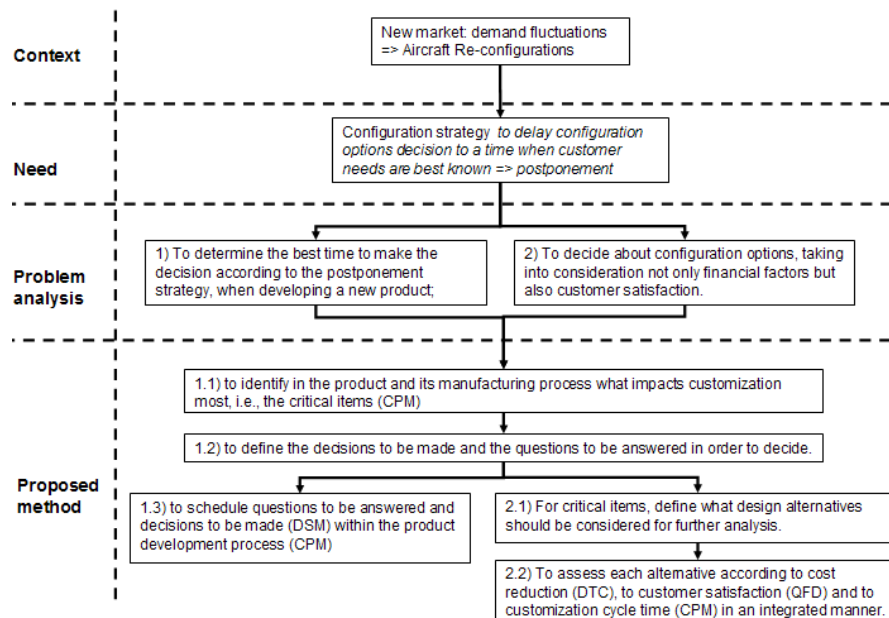 Context
New market: demand fluctuations
=> Aircraft Re-configurations
Need
Configuration strategy to delay configuration
options decision to a time when customer
needs are best known => postponement
Problem
analysis
1) To determine the best time to make the
decision according to the postponement
strategy, when developing a new product;
2) To decide about configuration options, taking
into consideration not only financial factors but
also customer satisfaction.
Proposed
method
1.1) to identify in the product and its manufacturing process what impacts customization
most, i.e., the critical items (CPM)
1.2) to define the decisions to be made and the questions to be answered in order to decide.
1.3) to schedule questions to be answered and
decisions to be made (DSM) within the product
development process (CPM)
2.1) For critical items, define what design alternatives
should be considered for further analysis.
2.2) To assess each alternative according to cost
reduction (DTC), to customer satisfaction (QFD) and to
customization cycle time (CPM) in an integrated manner.